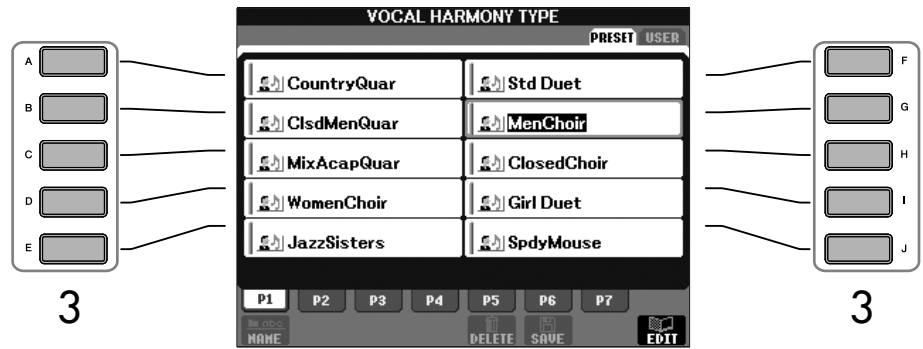 VOCAL HARMONY TYPE
PRESET USER
A CountryQuar Std Duet F
B ClsdMenQuar MenChoir G
C MixAcapQuar ClosedChoir H
D WomenChoir Girl Duet I
E JazzSisters SpdyMouse J
P1 P2 P3 P4 P5 P6 P7
3 3
abc
NAME DELETE SAVE EDIT